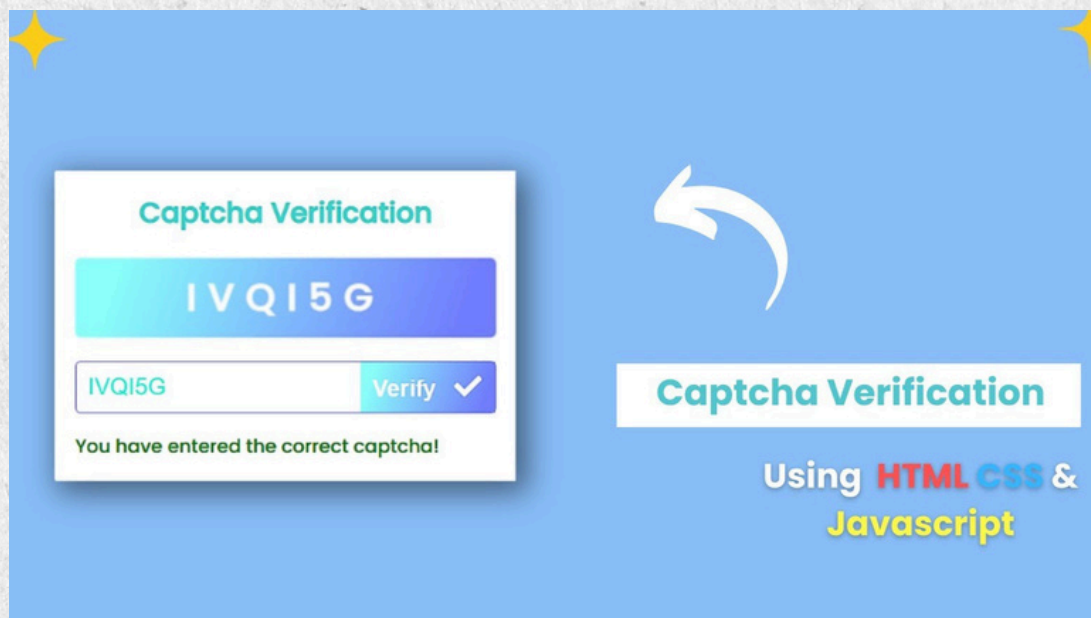 Captcha Verification
IVQI5G
IVQI5G
Verify
You have entered the correct captcha!
Captcha Verification
Using HTML CSS &
Javascript